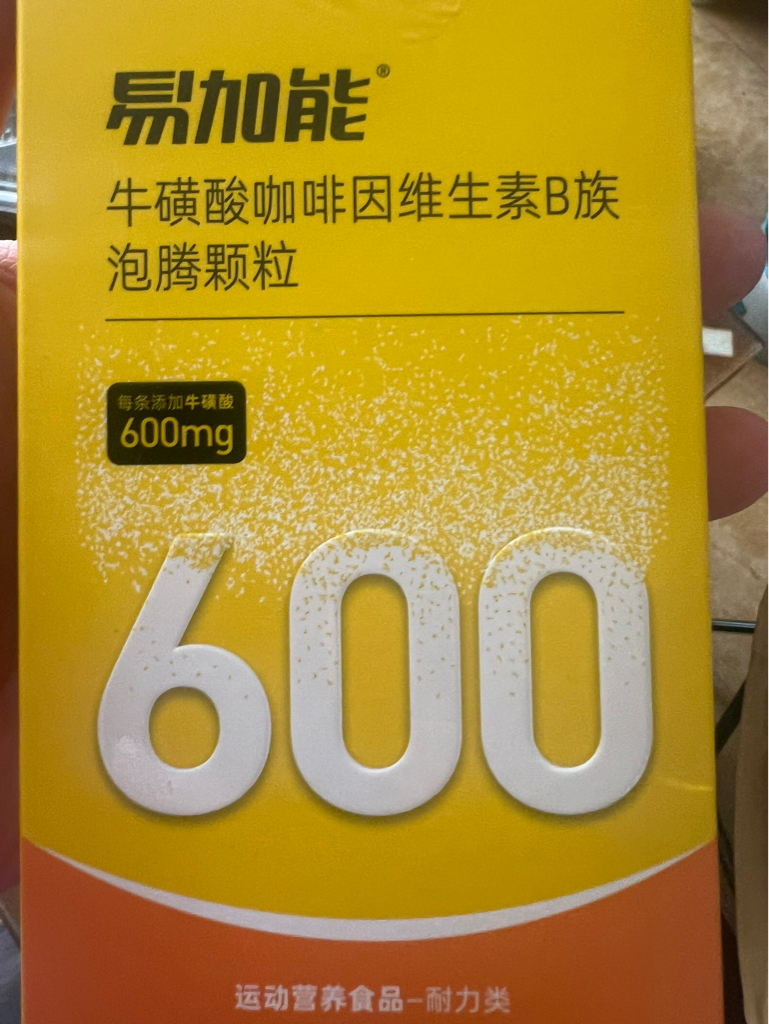 易加能®
牛磺酸咖啡因维生素B族
泡腾颗粒
每条添加牛磺酸
600mg
600
运动营养食品-耐力类